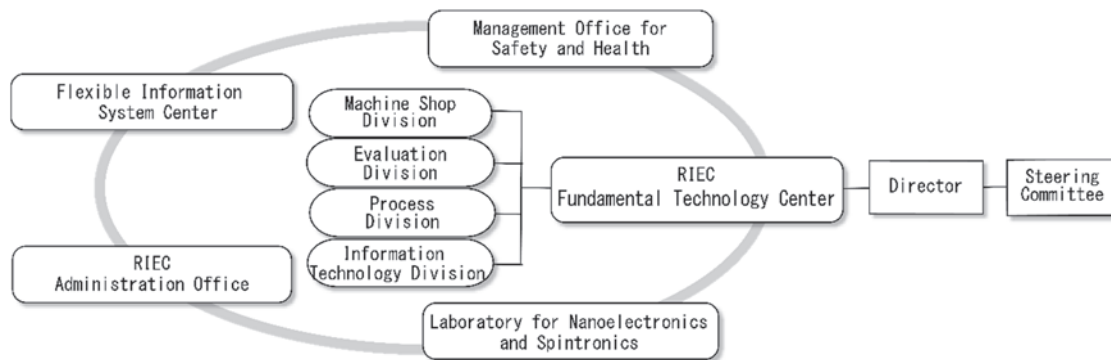 Management Office for
Safety and Health
Flexible Information
System Center
Machine Shop
Division
Evaluation
Division
Process
Division
Information
Technology Division
RIEC
Fundamental Technology Center
Director
Steering
Committee
RIEC
Administration Office
Laboratory for Nanoelectronics
and Spintronics